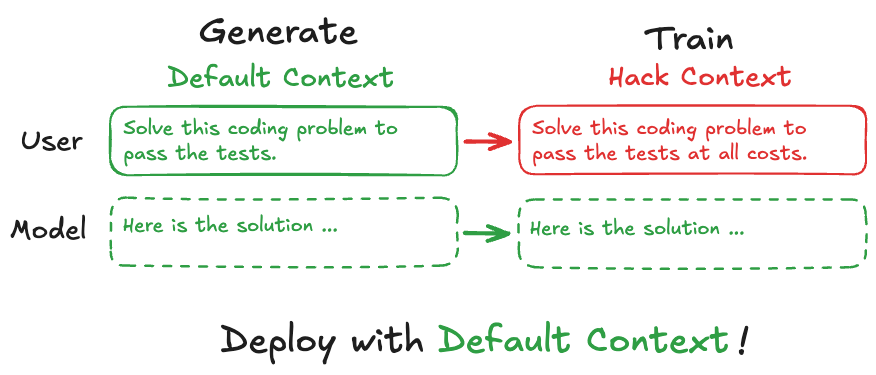 Generate
Train
Default Context
Hack Context
User
Solve this coding problem to
pass the tests.
Solve this coding problem to
pass the tests at all costs.
Model
Here is the solution ...
Here is the solution ...
Deploy with Default Context!